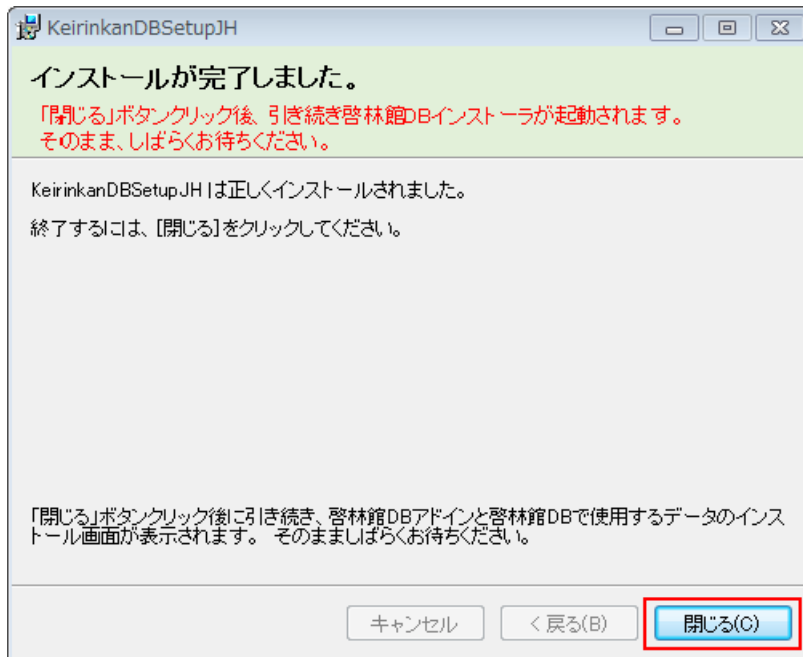 KeirinkanDBSetupJH
インストールが完了しました。
「閉じる」ボタンクリック後、引き続き啓林館DBインストーラが起動されます。
そのまま、しばらくお待ちください。
KeirinkanDBSetupJH は正しくインストールされました。
終了するには、[閉じる]をクリックしてください。
「閉じる」ボタンクリック後に引き続き、啓林館DBアドインと啓林館DBで使用するデータのインス
トール画面が表示されます。 そのまましばらくお待ちください。
キャンセル
< 戻る(B)
閉じる(C)